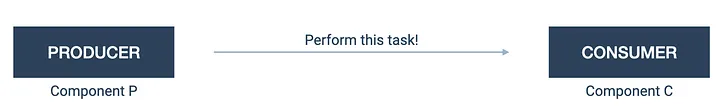 Perform this task!
PRODUCER
CONSUMER
Component P
Component C